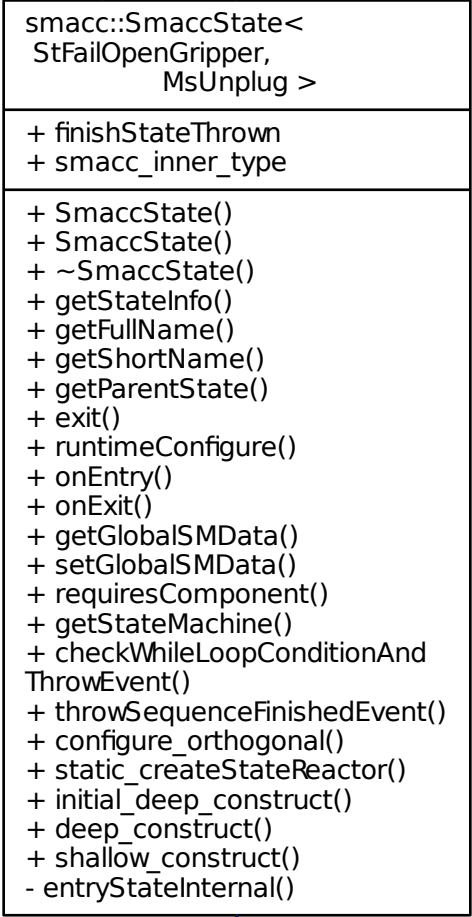 smacc::SmaccState<
StFailOpenGripper,
MsUnplug >
+ finishStateThrown
+ smacc_inner_type
+ SmaccState()
+ SmaccState()
+ ~SmaccState()
+ getStateInfo()
+ getFullName()
+ getShortName()
+ getParentState()
+ exit()
+ runtimeConfigure()
+ onEntry()
+ onExit()
+ getGlobalSMData()
+ setGlobalSMData()
+ requiresComponent()
+ getStateMachine()
+ checkWhileLoopConditionAnd
ThrowEvent()
+ throwSequenceFinishedEvent()
+ configure_orthogonal()
+ static_createStateReactor()
+ initial_deep_construct()
+ deep_construct()
+ shallow_construct()
- entryStateInternal()